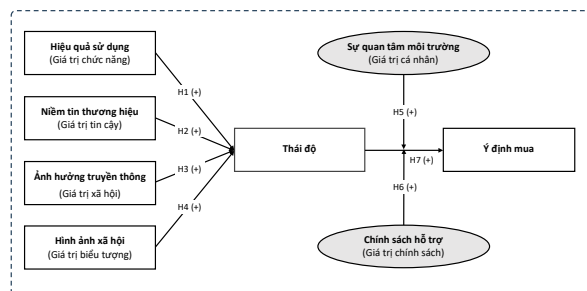 Hiệu quả sử dụng
(Giá trị chức năng)
Niềm tin thương hiệu
(Giá trị tin cậy)
Ảnh hưởng truyền thông
(Giá trị xã hội)
Hình ảnh xã hội
(Giá trị biểu tượng)
H1 (+)
H2 (+)
H3 (+)
H4 (+)
Thái độ
Sự quan tâm môi trường
(Giá trị cá nhân)
H5 (+)
H7 (+)
H6 (+)
Chính sách hỗ trợ
(Giá trị chính sách)
Ý định mua